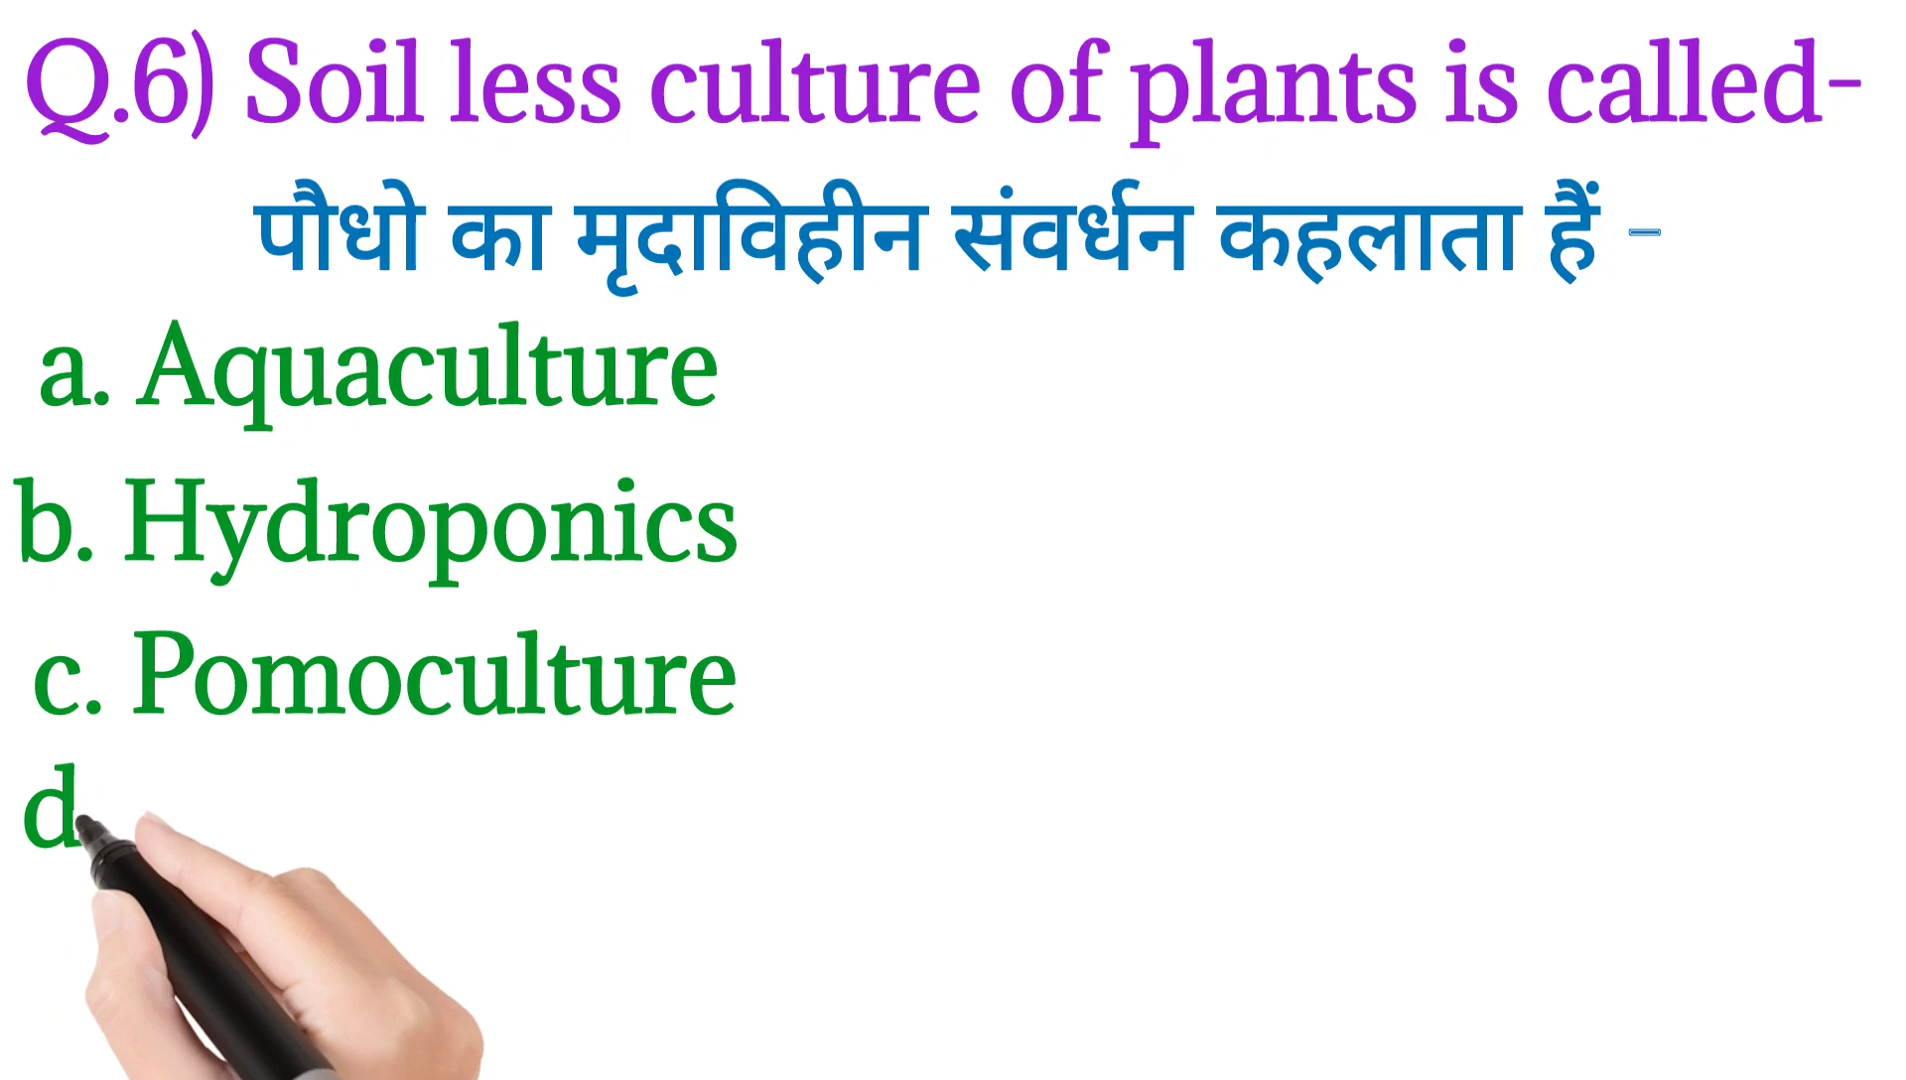 Q.6) Soil less culture of plants is called-
पौधो का मृदाविहीन संवर्धन कहलाता हैं -
a. Aquaculture
b. Hydroponics
c. Pomoculture
d